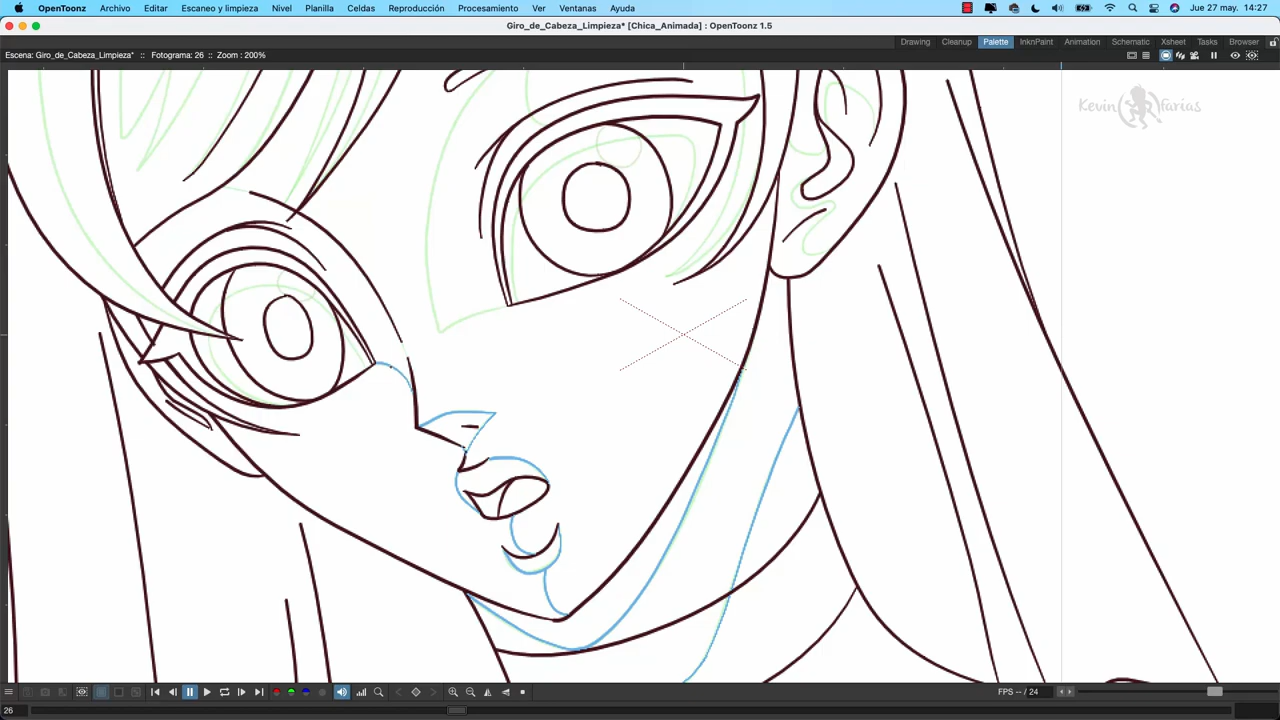 OpenToonz Archivo Editar Escaneo y limpieza Nivel Planilla Celdas Reproducción Procesamiento Ver Ventanas Ayuda Jue 27 may. 14:27
Giro_de_Cabeza_Limpieza* [Chica_Animada] : OpenToonz 1.5
Drawing Cleanup Palette InknPaint Animation Schematic Xsheet Tasks Browser
Escena: Giro_de_Cabeza_Limpieza* :: Fotograma: 26 :: Zoom : 200%
Kevin Farias
FPS -- / 24
26